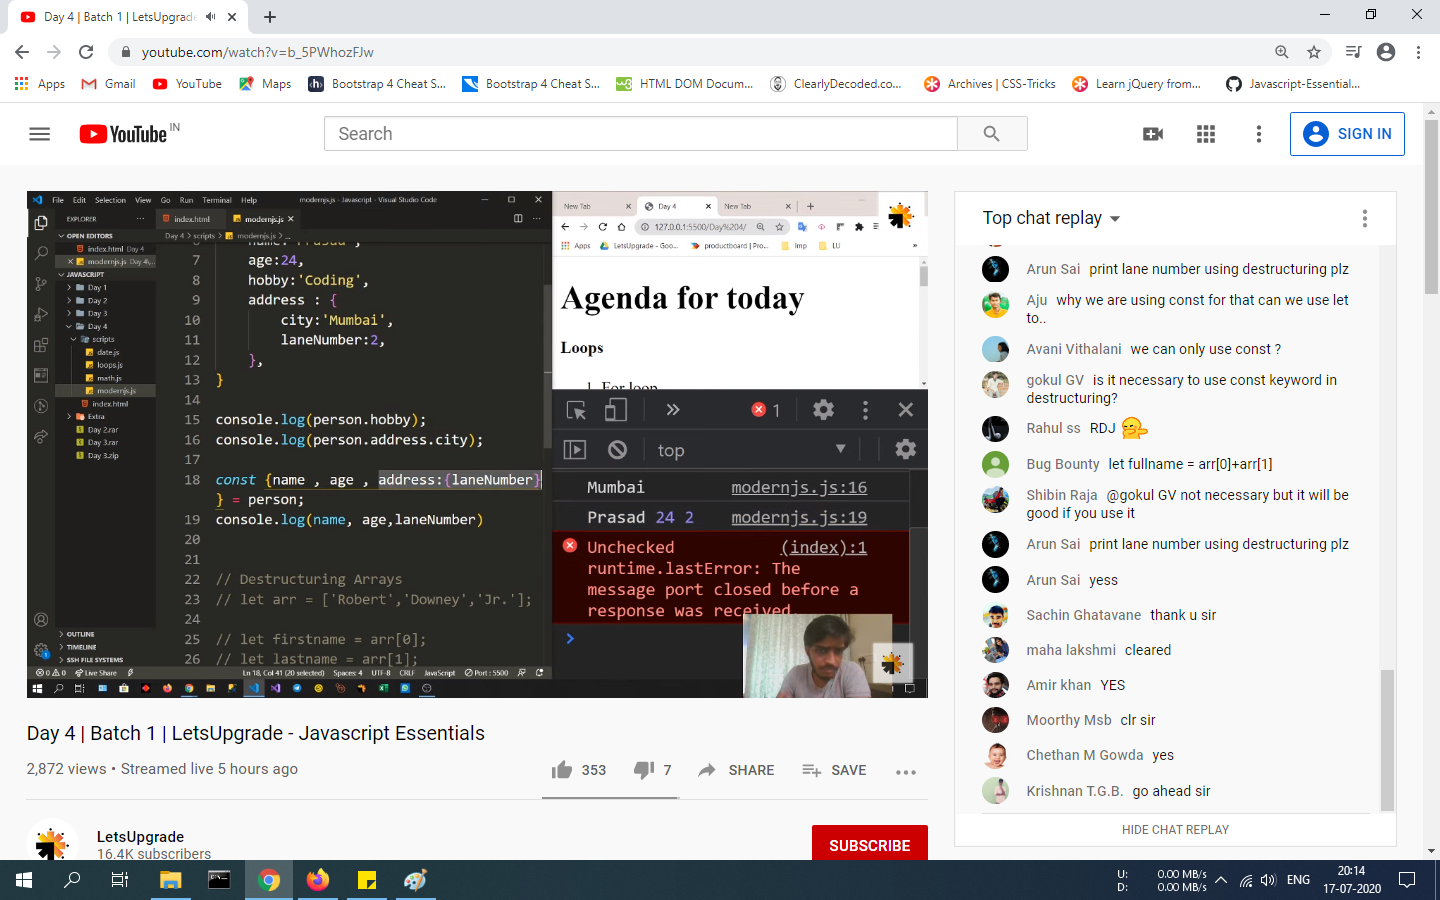 Day 4 | Batch 1 | LetsUpgrade
youtube.com/watch?v=b_5PWhozFJw
Apps
Gmail
YouTube
Maps
Bootstrap 4 Cheat S...
Bootstrap 4 Cheat S...
HTML DOM Docum...
ClearlyDecoded.co...
Archives | CSS-Tricks
Learn jQuery from...
Javascript-Essential...
YouTube IN
Search
SIGN IN
File Edit Selection View Go Run Terminal Help
modernjs.js - Javascript - Visual Studio Code
EXPLORER
index.html
modernjs.js
Day 4 > scripts > modernjs.js > ...
OPEN EDITORS
index.html Day 4
modernjs.js Day 4\...
JAVASCRIPT
Day 1
Day 2
Day 3
Day 4
scripts
date.js
loops.js
math.js
modernjs.js
index.html
Extra
Day 2.rar
Day 3.rar
Day 3.zip
OUTLINE
TIMELINE
SSH FILE SYSTEMS
7 age:24,
8 hobby:'Coding',
9 address : {
10 city:'Mumbai',
11 laneNumber:2,
12 },
13 }
14
15 console.log(person.hobby);
16 console.log(person.address.city);
17
18 const {name , age , address:{laneNumber}
} = person;
19 console.log(name, age,laneNumber)
20
21
22 // Destructuring Arrays
23 // let arr = ['Robert','Downey','Jr.'];
24
25 // let firstname = arr[0];
26 // let lastname = arr[1];
0 0 Live Share
Ln 18, Col 41 (20 selected) Spaces: 4 UTF-8 CRLF JavaScript Port : 5500
New Tab
Day 4
New Tab
127.0.0.1:5500/Day%204/
Apps LetsUpgrade - Goo... productboard | Pro... Imp LU »
Agenda for today
Loops
1. For loop
1
top
Mumbai modernjs.js:16
Prasad 24 2 modernjs.js:19
Unchecked (index):1
runtime.lastError: The
message port closed before a
response was received.
Day 4 | Batch 1 | LetsUpgrade - Javascript Essentials
2,872 views • Streamed live 5 hours ago
353
7
SHARE
SAVE
LetsUpgrade
16.4K subscribers
SUBSCRIBE
Top chat replay
Arun Sai print lane number using destructuring plz
Aju why we are using const for that can we use let
to..
Avani Vithalani we can only use const ?
gokul GV is it necessary to use const keyword in
destructuring?
Rahul ss RDJ
Bug Bounty let fullname = arr[0]+arr[1]
Shibin Raja @gokul GV not necessary but it will be
good if you use it
Arun Sai print lane number using destructuring plz
Arun Sai yess
Sachin Ghatavane thank u sir
maha lakshmi cleared
Amir khan YES
Moorthy Msb clr sir
Chethan M Gowda yes
Krishnan T.G.B. go ahead sir
HIDE CHAT REPLAY
U: 0.00 MB/s
D: 0.00 MB/s
ENG
20:14
17-07-2020